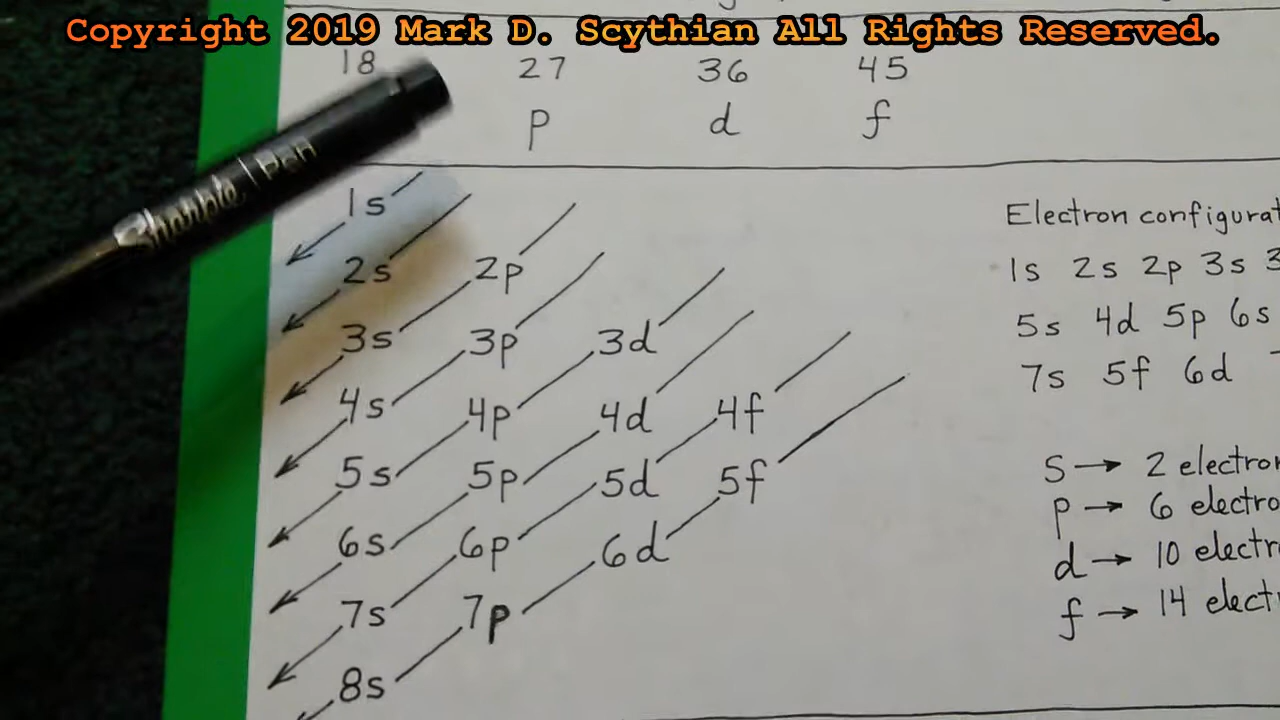 Copyright 2019 Mark D. Scythian All Rights Reserved.
18 27 36 45
p d f
Sharpie Pen
1s
2s 2p
3s 3p 3d
4s 4p 4d 4f
5s 5p 5d 5f
6s 6p 6d
7s 7p
8s
Electron configurat
1s 2s 2p 3s 3
5s 4d 5p 6s
7s 5f 6d
s → 2 electron
p → 6 electro
d → 10 electr
f → 14 elect